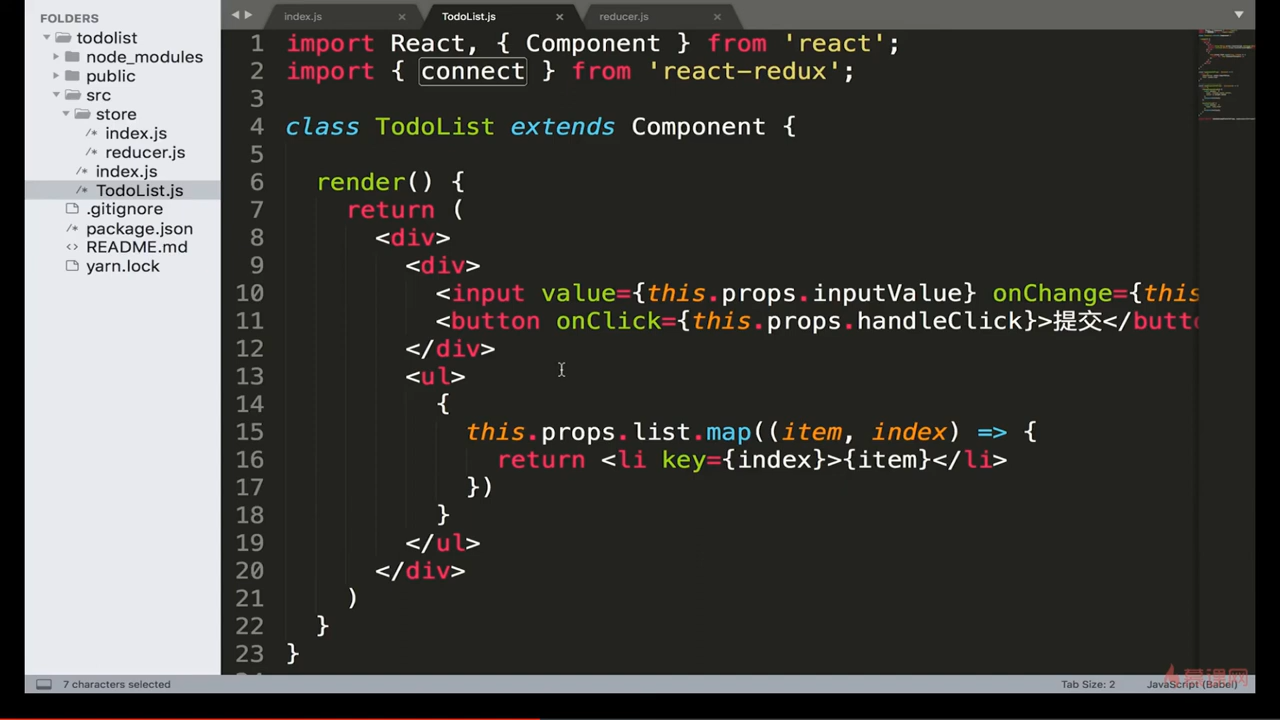 FOLDERS
todolist
node_modules
public
src
store
index.js
reducer.js
index.js
TodoList.js
.gitignore
package.json
README.md
yarn.lock
index.js
TodoList.js
reducer.js
1 import React, { Component } from 'react';
2 import { connect } from 'react-redux';
3
4 class TodoList extends Component {
5
6 render() {
7 return (
8 <div>
9 <div>
10 <input value={this.props.inputValue} onChange={this
11 <button onClick={this.props.handleClick}>提交</butto
12 </div>
13 <ul>
14 {
15 this.props.list.map((item, index) => {
16 return <li key={index}>{item}</li>
17 })
18 }
19 </ul>
20 </div>
21 )
22 }
23 }
7 characters selected
Tab Size: 2
JavaScript (Babel)
慕课网